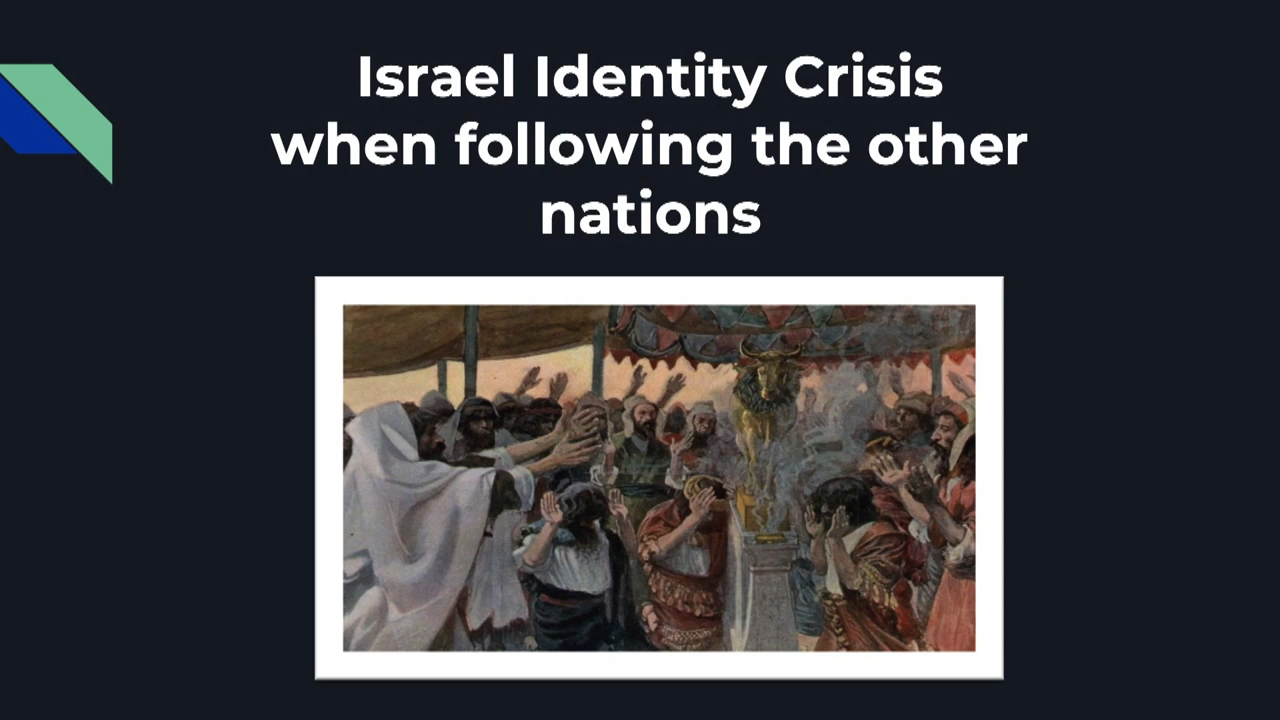 Israel Identity Crisis
when following the other
nations